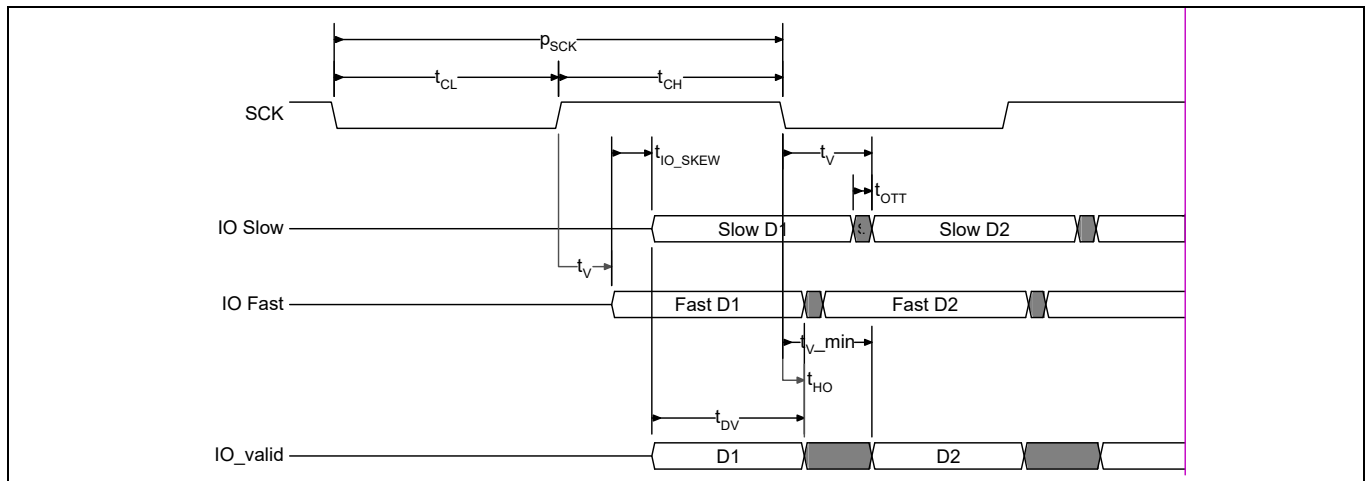 pSCK
tCL tCH
SCK
tIO_SKEW tV
tOTT
IO Slow Slow D1 Slow D2
tV
IO Fast Fast D1 Fast D2
tV_min
tHO
tDV
IO_valid D1 D2